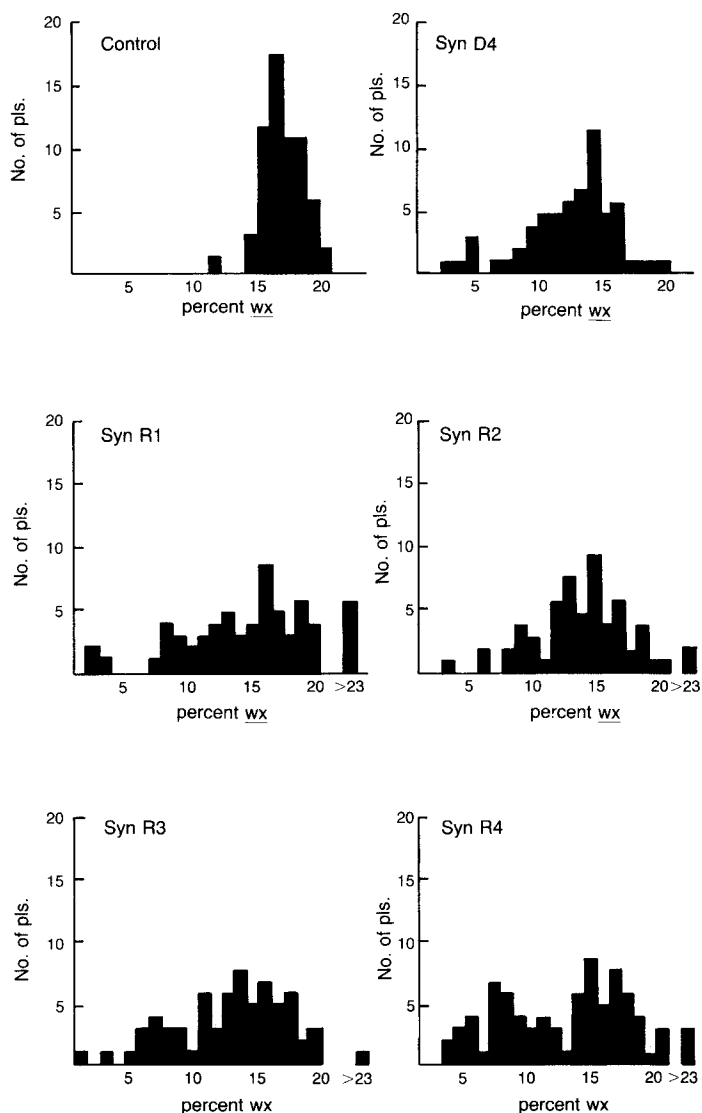 Control
No. of pls.
20
15
10
5
5 10 15 20
percent wx
Syn D4
No. of pls.
20
15
10
5
5 10 15 20
percent wx
Syn R1
No. of pls.
20
15
10
5
5 10 15 20 >23
percent wx
Syn R2
No. of pls.
20
15
10
5
5 10 15 20 >23
percent wx
Syn R3
No. of pls.
20
15
10
5
5 10 15 20 >23
percent wx
Syn R4
No. of pls.
20
15
10
5
5 10 15 20 >23
percent wx